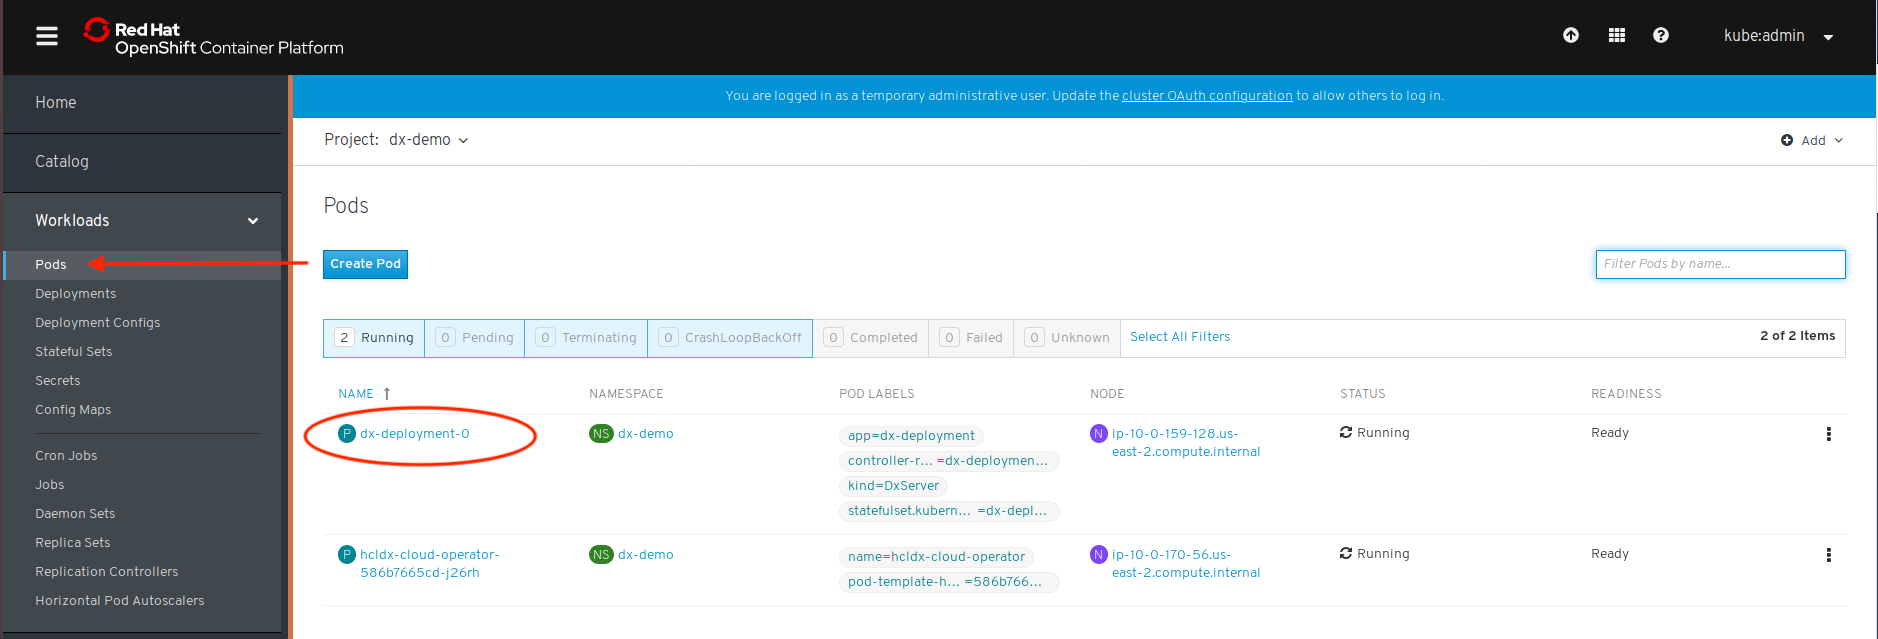 Red Hat
OpenShift Container Platform
kube:admin
Home
Catalog
Workloads
Pods
Deployments
Deployment Configs
Stateful Sets
Secrets
Config Maps
Cron Jobs
Jobs
Daemon Sets
Replica Sets
Replication Controllers
Horizontal Pod Autoscalers
You are logged in as a temporary administrative user. Update the cluster OAuth configuration to allow others to log in.
Project: dx-demo
Add
Pods
Create Pod
Filter Pods by name...
2 Running 0 Pending 0 Terminating 0 CrashLoopBackOff 0 Completed 0 Failed 0 Unknown Select All Filters 2 of 2 Items
NAME NAMESPACE POD LABELS NODE STATUS READINESS
P dx-deployment-0
NS dx-demo
app=dx-deployment
controller-r... =dx-deploymen...
kind=DxServer
statefulset.kubern... =dx-depl...
N ip-10-0-159-128.us-
east-2.compute.internal
Running
Ready
P hcldx-cloud-operator-
586b7665cd-j26rh
NS dx-demo
name=hcldx-cloud-operator
pod-template-h... =586b766...
N ip-10-0-170-56.us-
east-2.compute.internal
Running
Ready